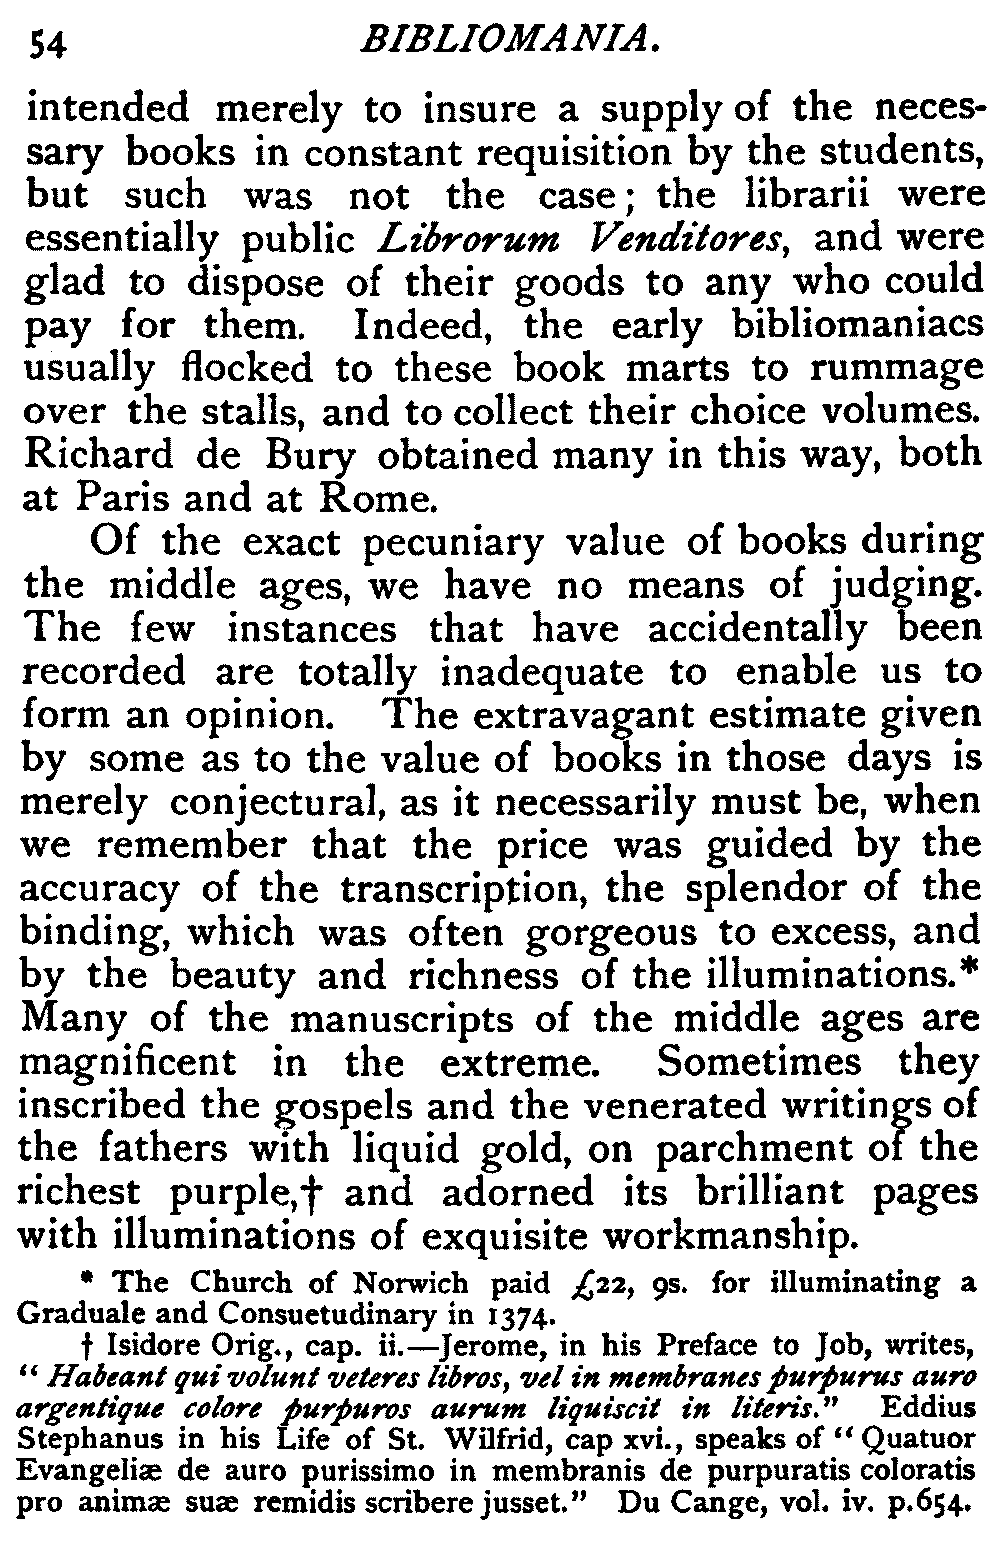 54 BIBLIOMANIA.
intended merely to insure a supply of the neces-
sary books in constant requisition by the students,
but such was not the case; the librarii were
essentially public Librorum Venditores, and were
glad to dispose of their goods to any who could
pay for them. Indeed, the early bibliomaniacs
usually flocked to these book marts to rummage
over the stalls, and to collect their choice volumes.
Richard de Bury obtained many in this way, both
at Paris and at Rome.
Of the exact pecuniary value of books during
the middle ages, we have no means of judging.
The few instances that have accidentally been
recorded are totally inadequate to enable us to
form an opinion. The extravagant estimate given
by some as to the value of books in those days is
merely conjectural, as it necessarily must be, when
we remember that the price was guided by the
accuracy of the transcription, the splendor of the
binding, which was often gorgeous to excess, and
by the beauty and richness of the illuminations.*
Many of the manuscripts of the middle ages are
magnificent in the extreme. Sometimes they
inscribed the gospels and the venerated writings of
the fathers with liquid gold, on parchment of the
richest purple,† and adorned its brilliant pages
with illuminations of exquisite workmanship.
* The Church of Norwich paid £22, 9s. for illuminating a
Graduale and Consuetudinary in 1374.
† Isidore Orig., cap. ii.—Jerome, in his Preface to Job, writes,
“ Habeant qui volunt veteres libros, vel in membranes purpurus auro
argentique colore purpuros aurum liquiscit in literis.” Eddius
Stephanus in his Life of St. Wilfrid, cap xvi., speaks of “ Quatuor
Evangeliæ de auro purissimo in membranis de purpuratis coloratis
pro animæ suæ remidis scribere jusset.” Du Cange, vol. iv. p.654.